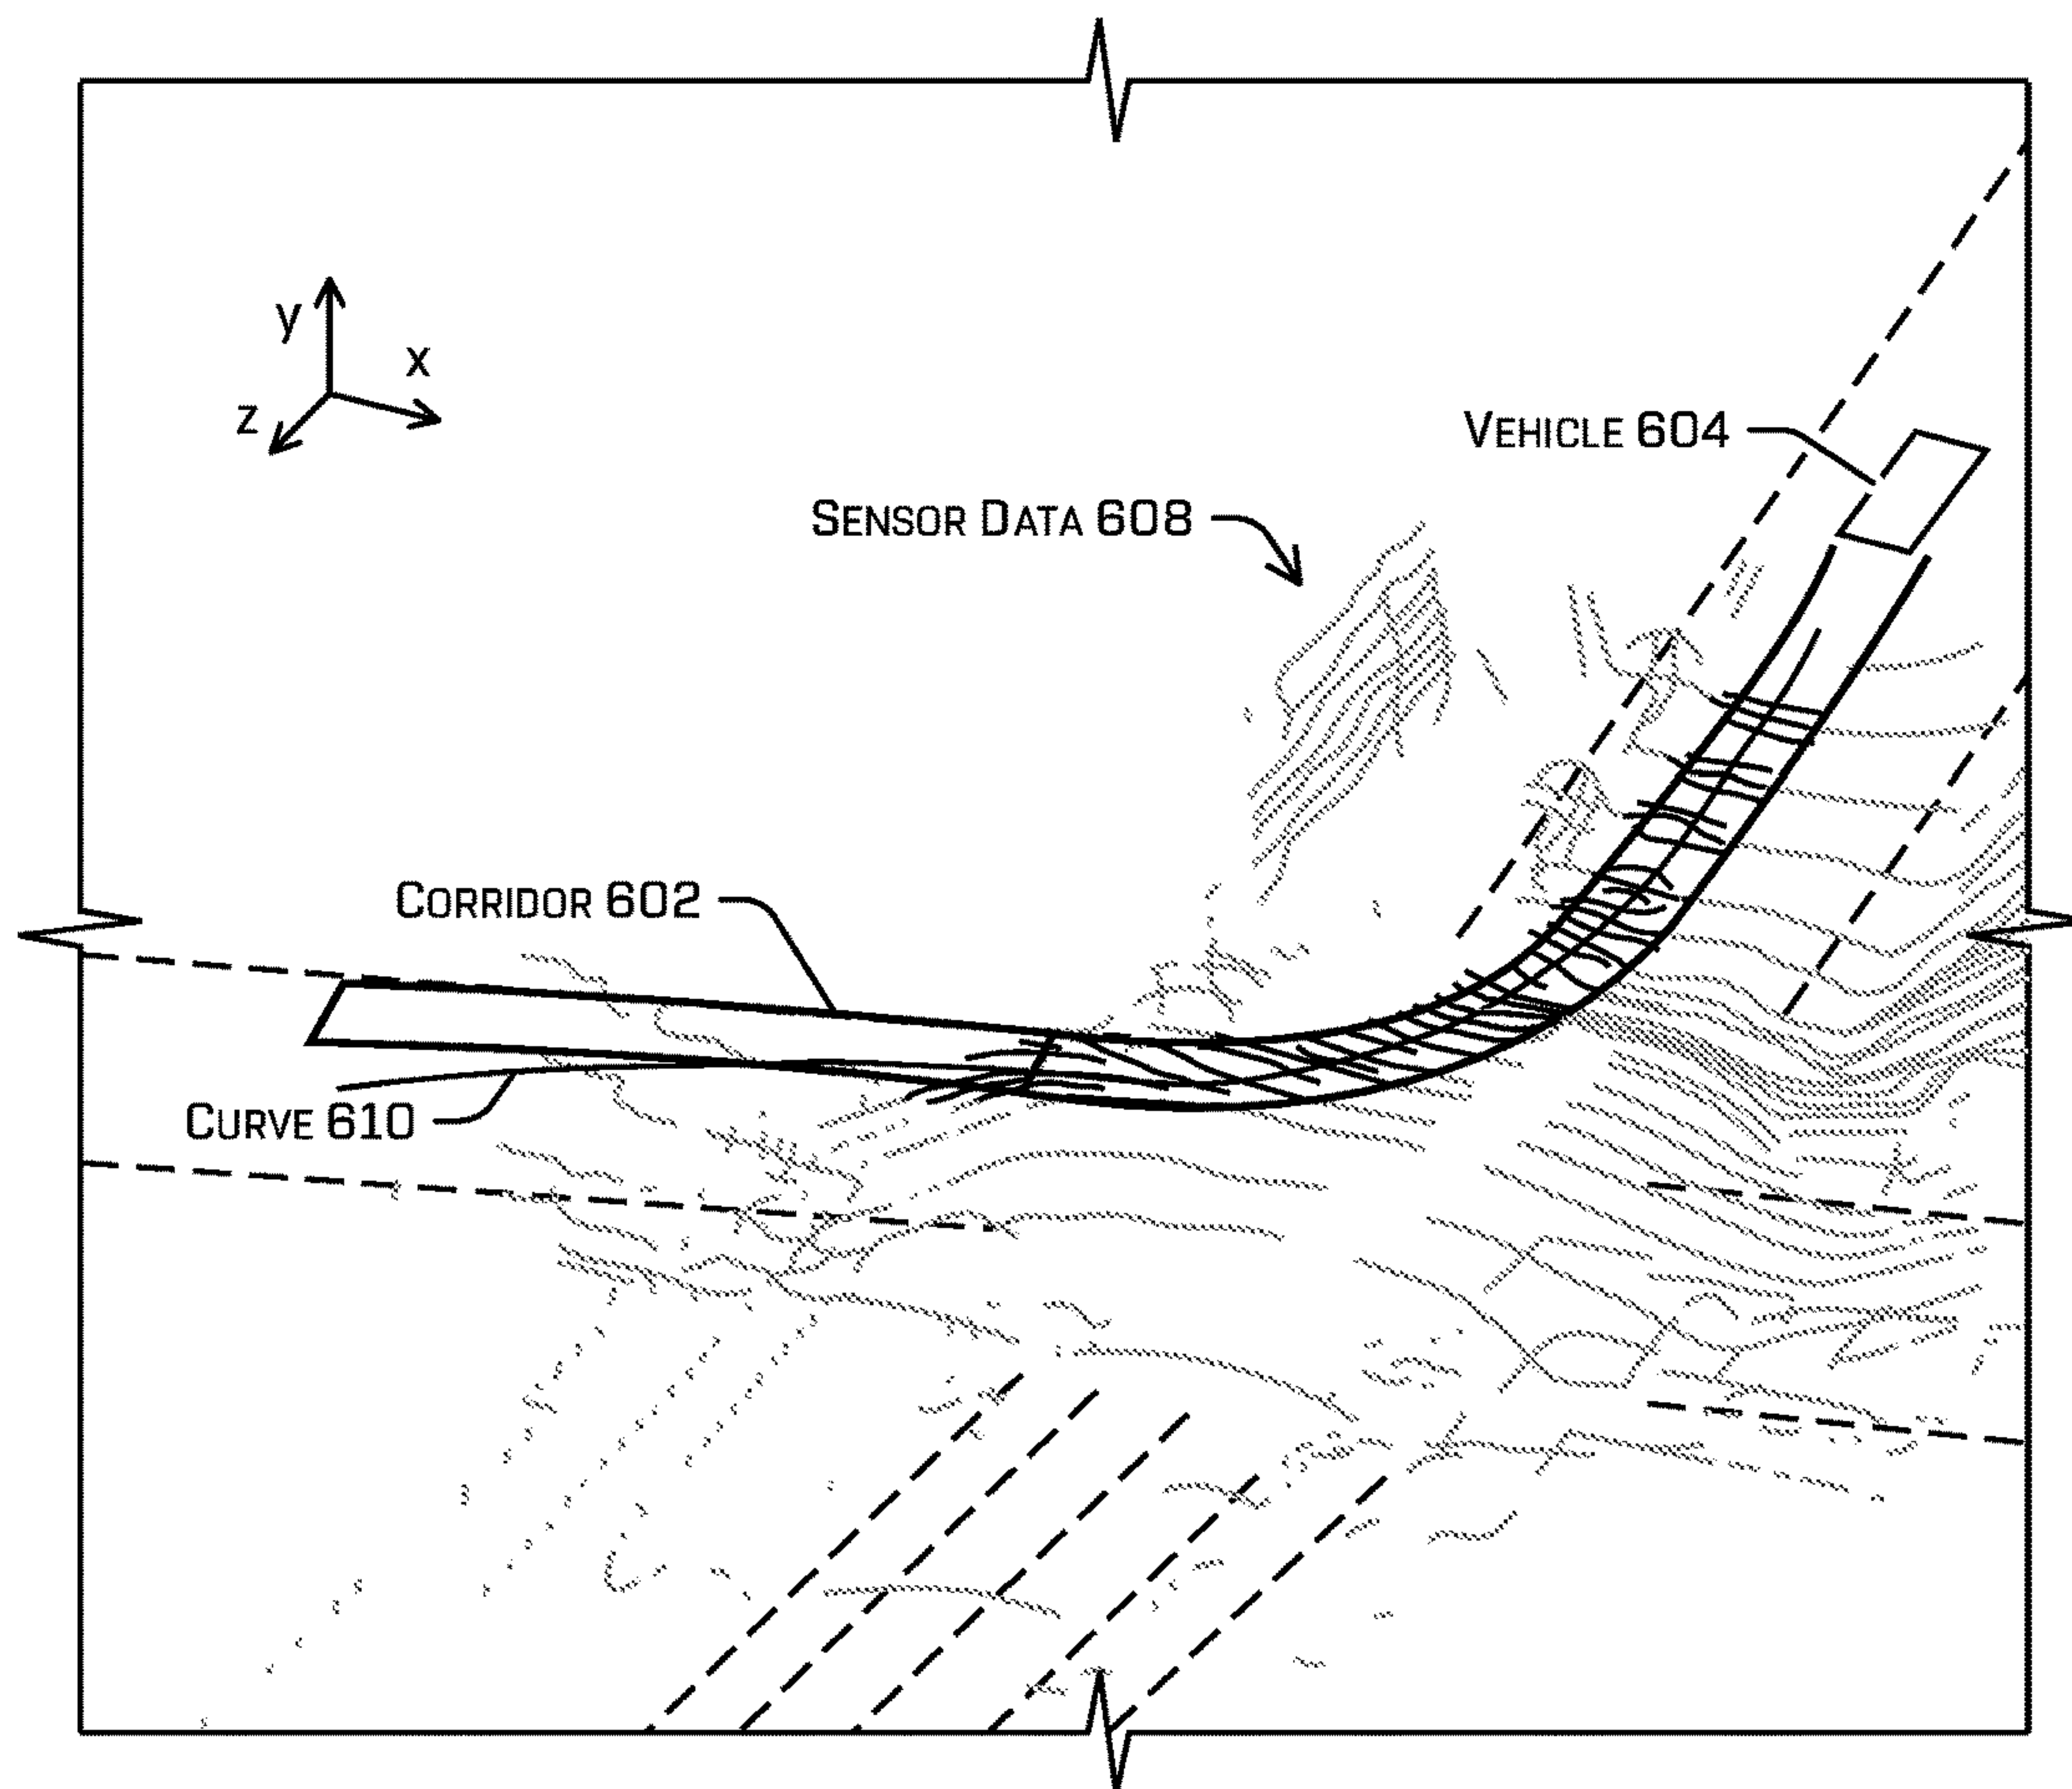 y
x
z
VEHICLE 604
SENSOR DATA 608
CORRIDOR 602
CURVE 610